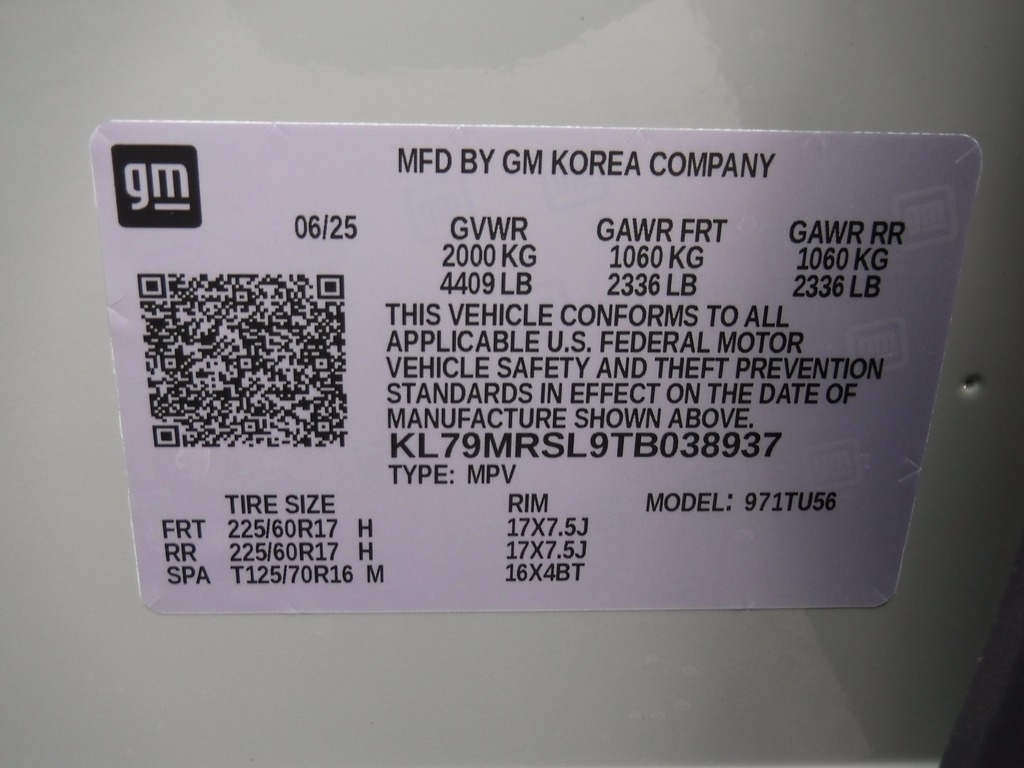 gm
MFD BY GM KOREA COMPANY
06/25 GVWR GAWR FRT GAWR RR
2000 KG 1060 KG 1060 KG
4409 LB 2336 LB 2336 LB
THIS VEHICLE CONFORMS TO ALL
APPLICABLE U.S. FEDERAL MOTOR
VEHICLE SAFETY AND THEFT PREVENTION
STANDARDS IN EFFECT ON THE DATE OF
MANUFACTURE SHOWN ABOVE.
KL79MRSL9TB038937
TYPE: MPV
TIRE SIZE RIM MODEL: 971TU56
FRT 225/60R17 H 17X7.5J
RR 225/60R17 H 17X7.5J
SPA T125/70R16 M 16X4BT